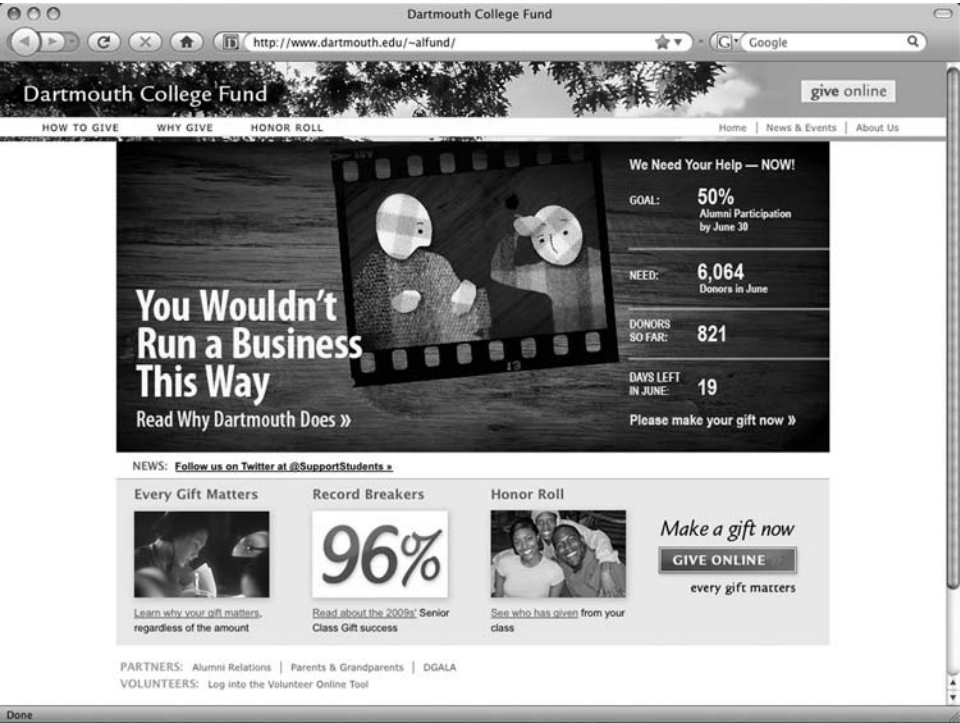 Dartmouth College Fund
http://www.dartmouth.edu/~alfund/
Google
Dartmouth College Fund
give online
HOW TO GIVE WHY GIVE HONOR ROLL
Home | News & Events | About Us
We Need Your Help — NOW!
GOAL: 50%
Alumni Participation
by June 30
NEED: 6,064
Donors in June
DONORS
SO FAR: 821
DAYS LEFT
IN JUNE: 19
Please make your gift now »
13
You Wouldn't
Run a Business
This Way
Read Why Dartmouth Does »
NEWS: Follow us on Twitter at @SupportStudents »
Every Gift Matters
Learn why your gift matters,
regardless of the amount
Record Breakers
96%
Read about the 2009s' Senior
Class Gift success
Honor Roll
See who has given from your
class
Make a gift now
GIVE ONLINE
every gift matters
PARTNERS: Alumni Relations | Parents & Grandparents | DGALA
VOLUNTEERS: Log into the Volunteer Online Tool
Done